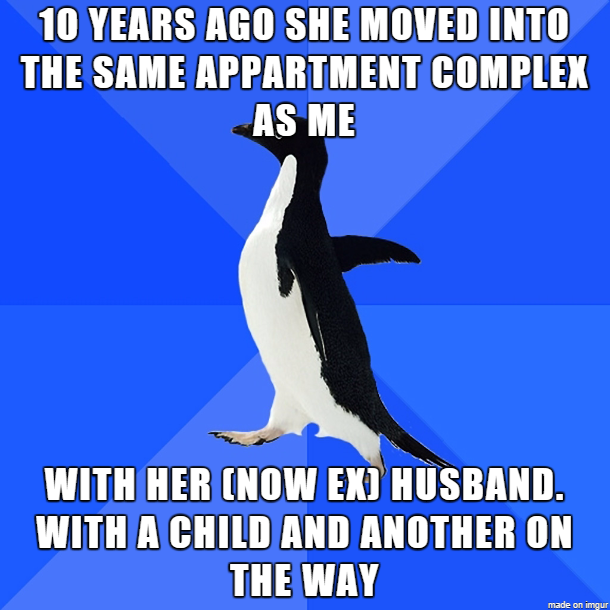 10 YEARS AGO SHE MOVED INTO
THE SAME APPARTMENT COMPLEX
AS ME
WITH HER (NOW EX) HUSBAND.
WITH A CHILD AND ANOTHER ON
THE WAY
made on imgur